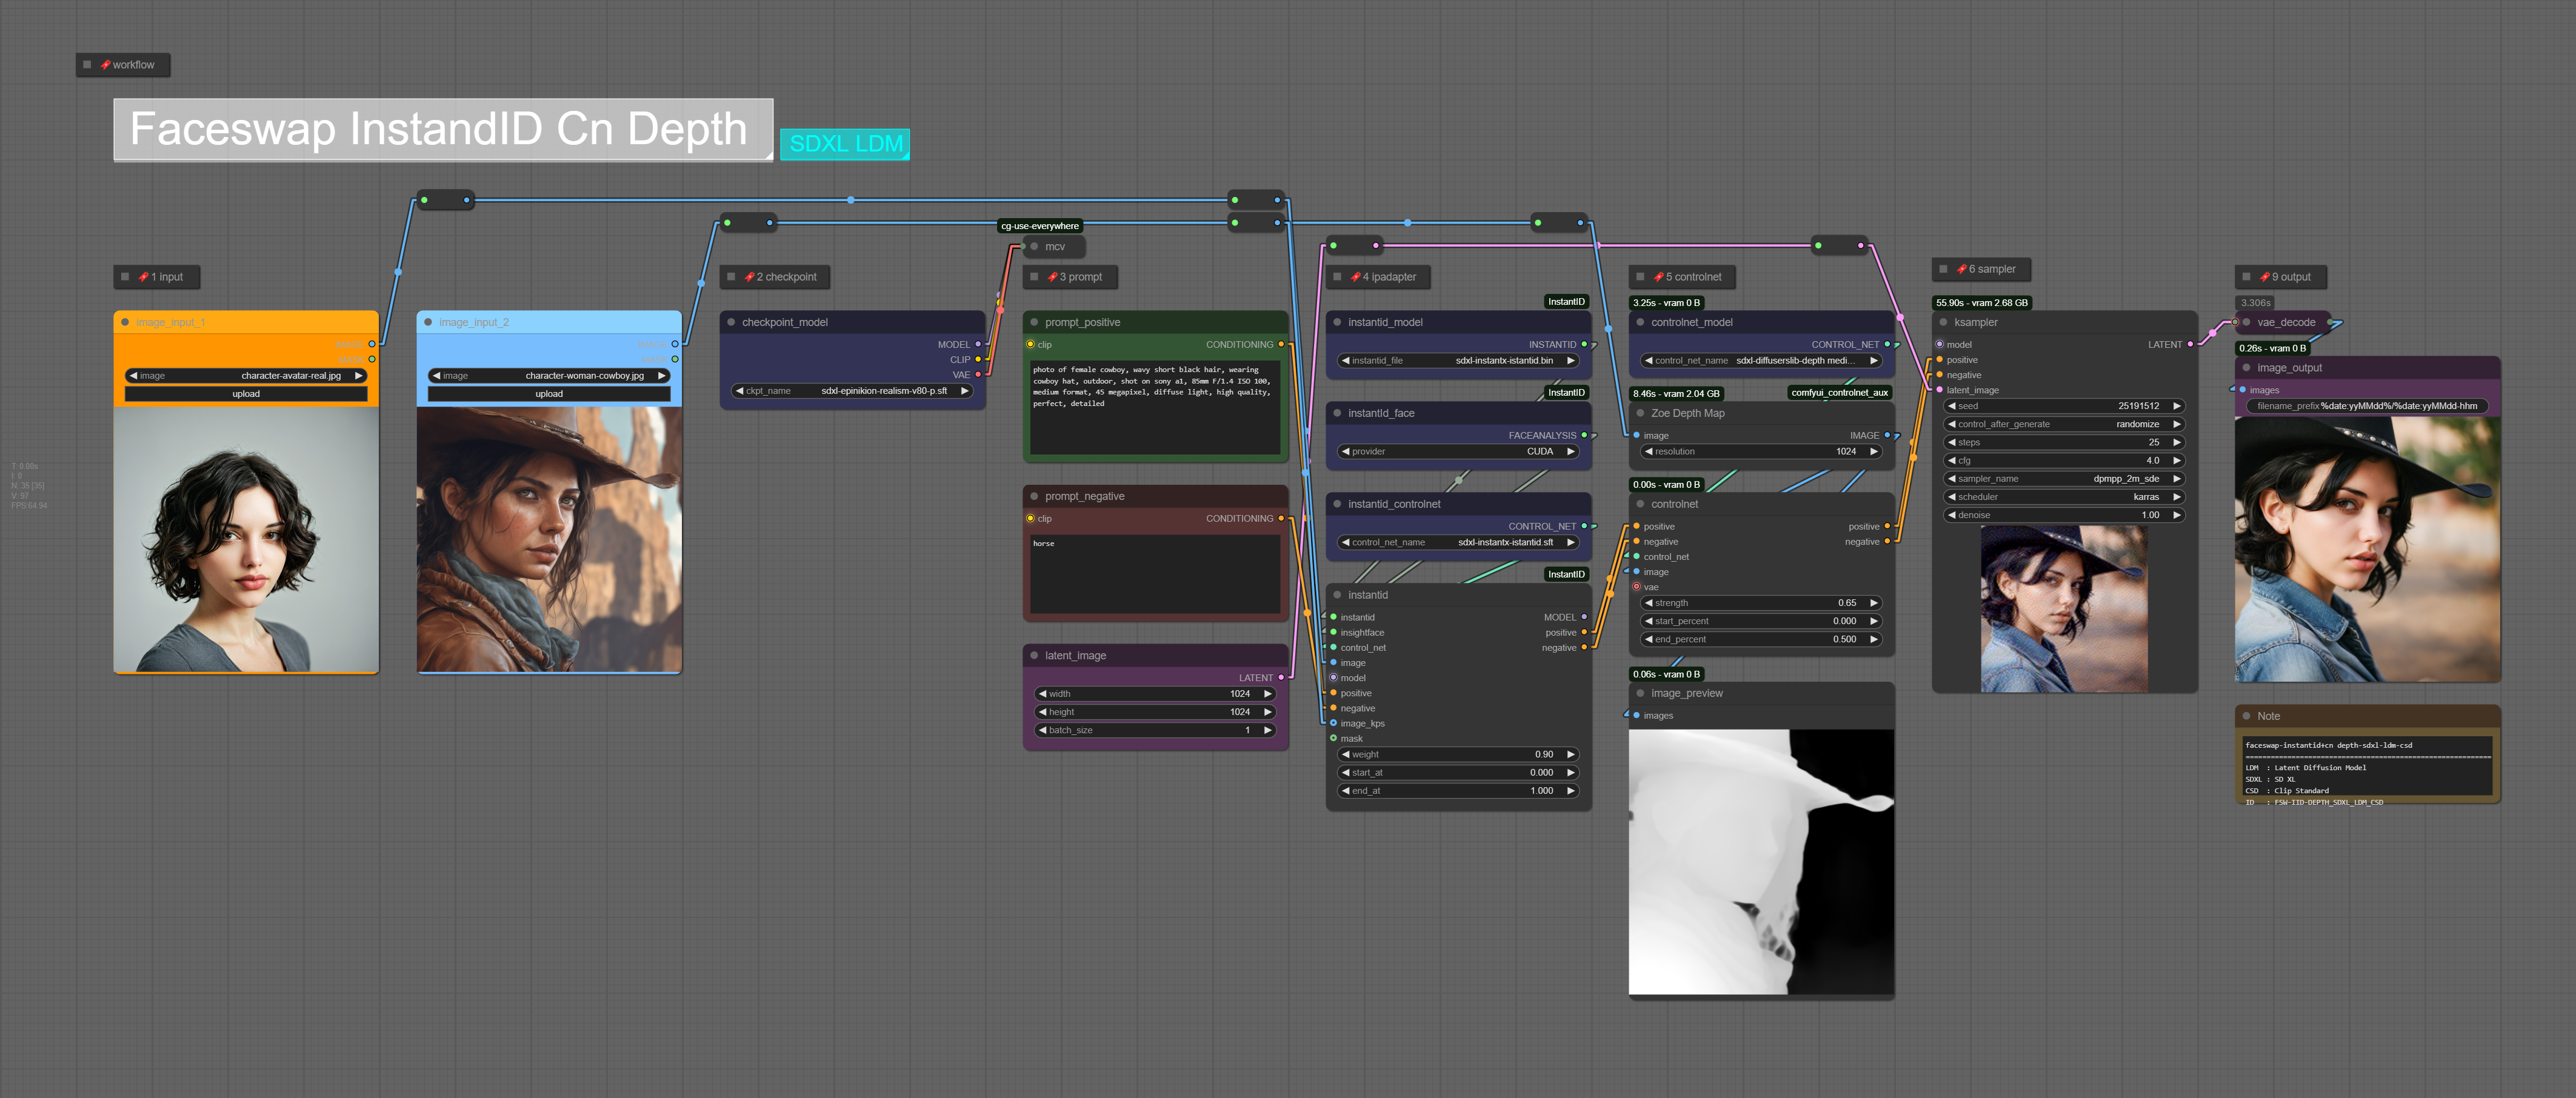 workflow
Faceswap InstandID Cn Depth
SDXL LDM
cg-use-everywhere
mcv
1 input
2 checkpoint
3 prompt
4 ipadapter
5 controlnet
6 sampler
9 output
image_input_1
image
character-avatar-real.jpg
upload
image_input_2
image
character-woman-cowboy.jpg
upload
checkpoint_model
MODEL
CLIP
VAE
ckpt_name
sdxl-epinikion-realism-v80-p.sft
prompt_positive
clip
CONDITIONING
photo of female cowboy, wavy short black hair, wearing
cowboy hat, outdoor, shot on sony a1, 85mm F/1.4 ISO 100,
medium format, 45 megapixel, diffuse light, high quality,
perfect, detailed
prompt_negative
clip
CONDITIONING
horse
latent_image
LATENT
width 1024
height 1024
batch_size 1
InstantID
instantid_model
INSTANTID
instantid_file
sdxl-instantx-istantid.bin
InstantID
instantId_face
FACEANALYSIS
provider
CUDA
instantid_controlnet
CONTROL_NET
control_net_name
sdxl-instantx-istantid.sft
InstantID
instantid
instantid
MODEL
insightface
positive
control_net
negative
image
model
positive
negative
image_kps
mask
weight 0.90
start_at 0.000
end_at 1.000
3.25s - vram 0 B
controlnet_model
CONTROL_NET
control_net_name
sdxl-diffuserslib-depth medi...
8.46s - vram 2.04 GB
comfyui_controlnet_aux
Zoe Depth Map
image
IMAGE
resolution 1024
0.00s - vram 0 B
controlnet
positive
positive
negative
negative
control_net
image
vae
strength 0.65
start_percent 0.000
end_percent 0.500
0.06s - vram 0 B
image_preview
images
55.90s - vram 2.68 GB
ksampler
model
LATENT
positive
negative
latent_image
seed 25191512
control_after_generate randomize
steps 25
cfg 4.0
sampler_name dpmpp_2m_sde
scheduler karras
denoise 1.00
3.306s
vae_decode
0.26s - vram 0 B
image_output
images
filename_prefix %date:yyMMdd%/%date:yyMMdd-hhm
Note
faceswap-instantid+cn depth-sdxl-ldm-csd
LDM : Latent Diffusion Model
SDXL : SD XL
CSD : Clip Standard
ID : FSW-IID-DEPTH_SDXL_LDM_CSD
T: 0.00s
I: 0
N: 35 [35]
V: 97
FPS:64.94